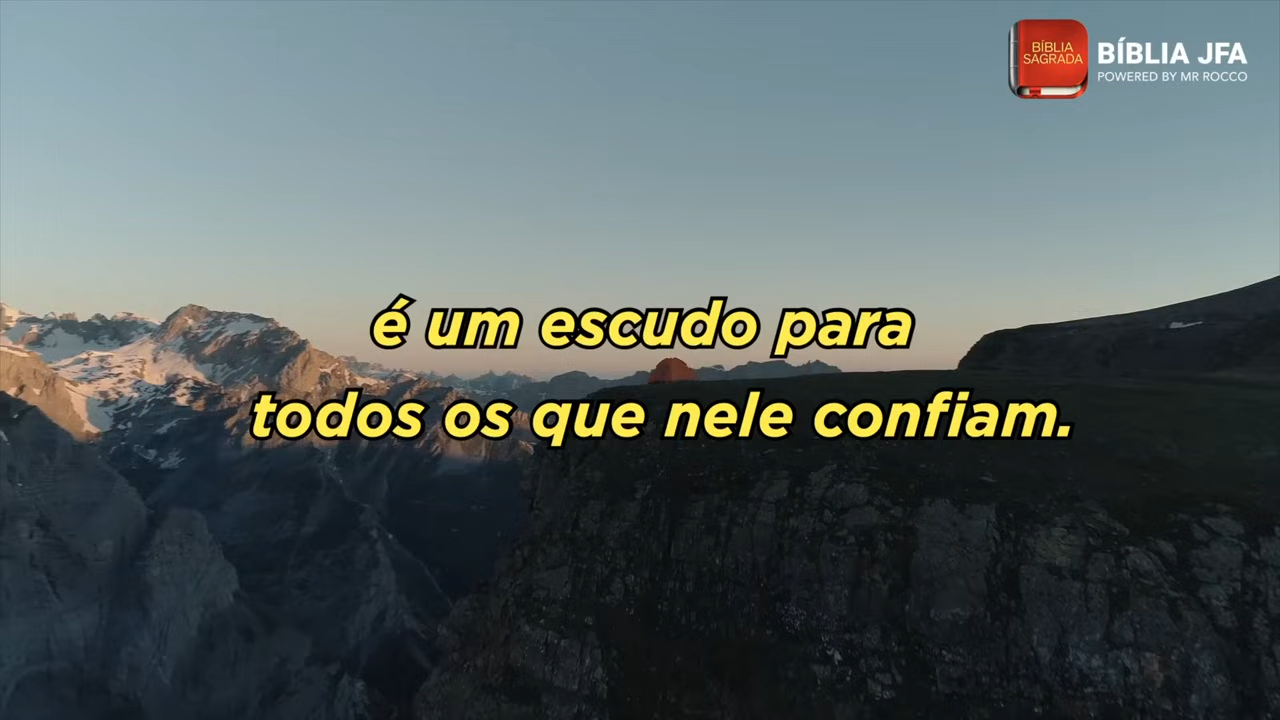 BÍBLIA
SAGRADA
BÍBLIA JFA
POWERED BY MR ROCCO
é um escudo para
todos os que nele confiam.